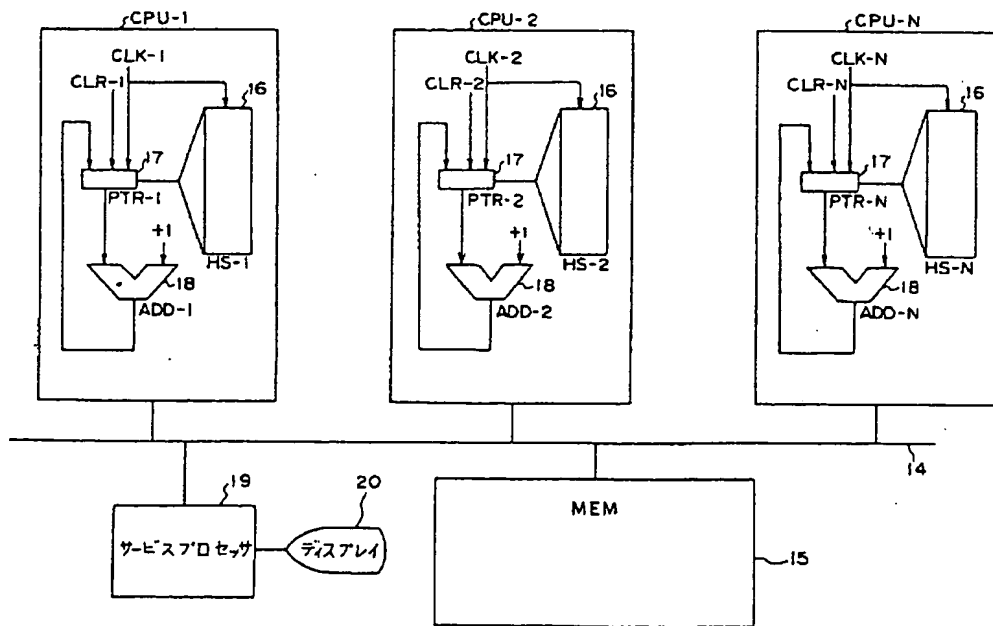 CPU-1
CLK-1
CLR-1
16
17
PTR-1
+1
HS-1
18
ADD-1
CPU-2
CLK-2
CLR-2
16
17
PTR-2
+1
HS-2
18
ADD-2
CPU-N
CLK-N
CLR-N
16
17
PTR-N
+1
HS-N
18
ADD-N
14
19
サービスプロセッサ
20
ディスプレイ
MEM
15